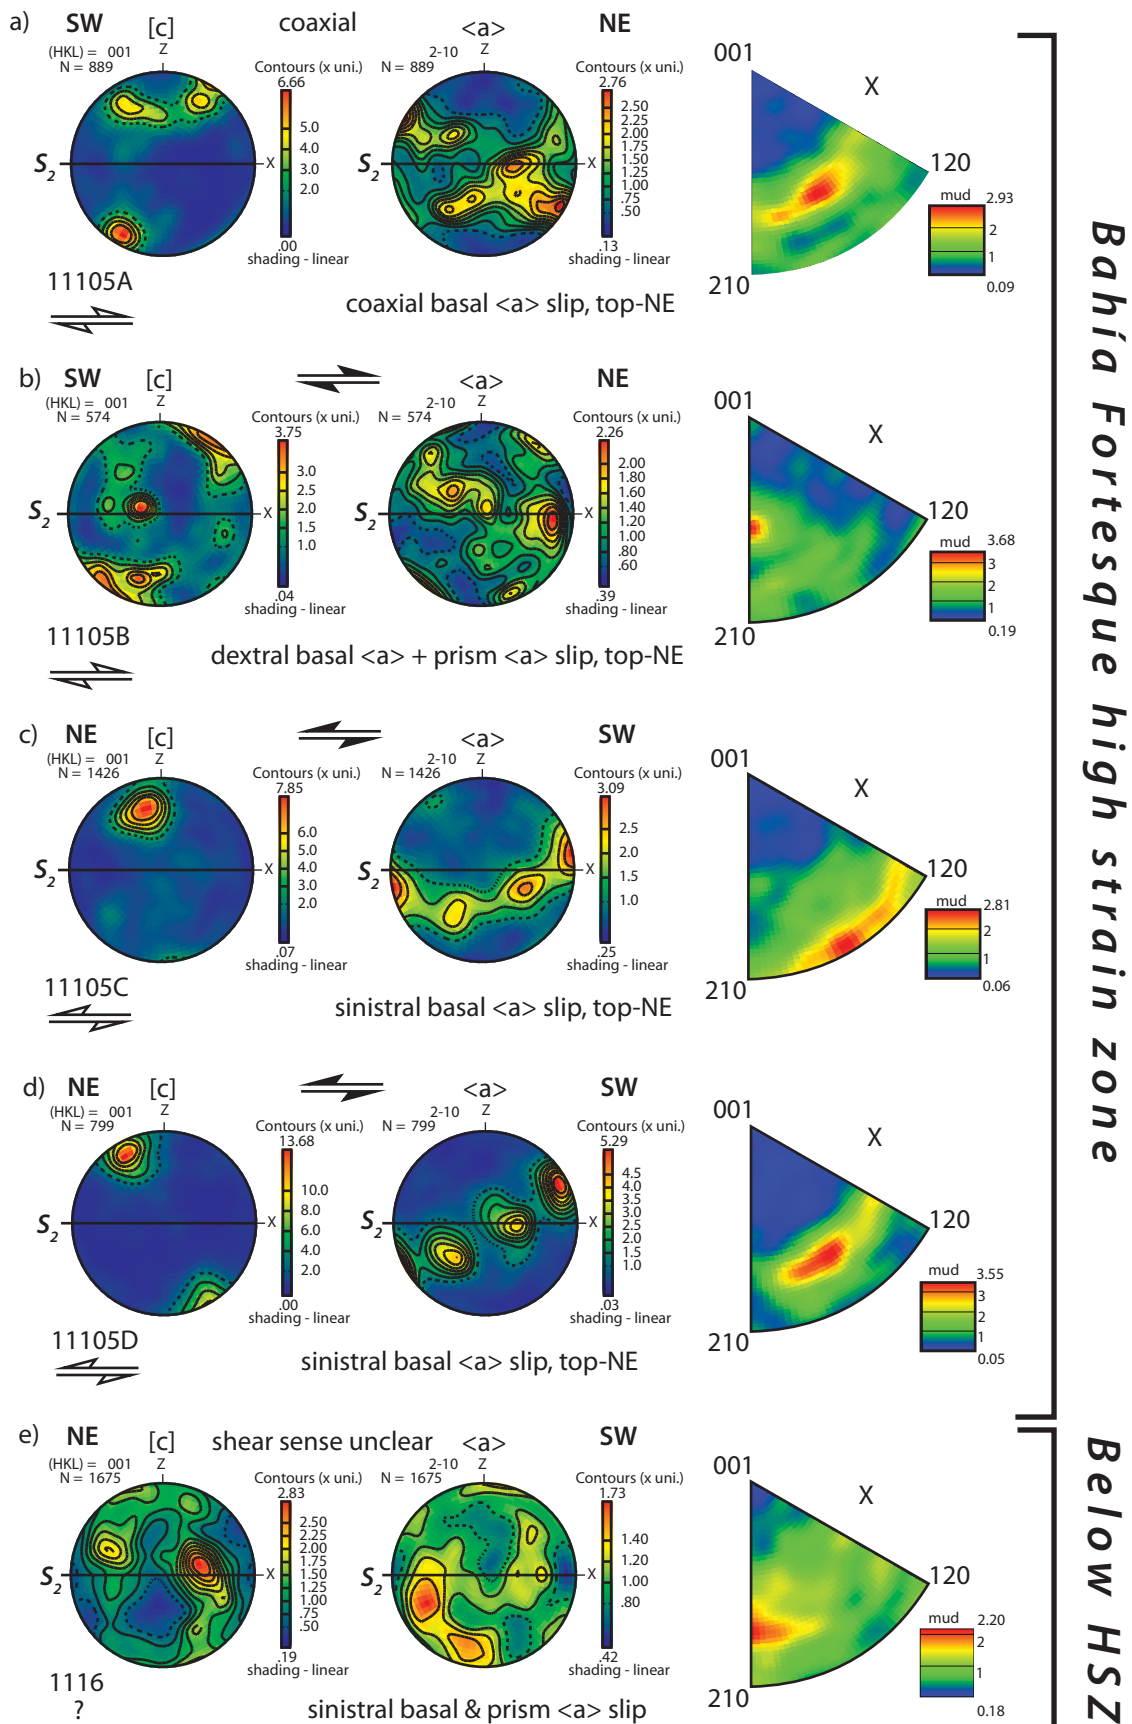 a) SW [c] coaxial <a> NE
(HKL) = 001 Z 2-10 Z
N = 889 Contours (x uni.) N = 889 Contours (x uni.)
6.66 2.76
5.0
4.0
3.0
2.0
2.50
2.00
1.75
1.50
1.25
1.00
.75
.50
S2 X S2 X
.00 .13
shading - linear shading - linear
11105A
coaxial basal <a> slip, top-NE
001
X
120
210
mud
2.93
2
1
0.09
b) SW [c] <a> NE
(HKL) = 001 Z 2-10 Z
N = 574 Contours (x uni.) N = 574 Contours (x uni.)
3.75 2.26
3.0
2.0
1.5
1.0
2.00
1.80
1.60
1.40
1.20
1.00
.80
.60
S2 X S2 X
.04 .39
shading - linear shading - linear
11105B
dextral basal <a> + prism <a> slip, top-NE
001
X
120
210
mud
3.68
3
2
1
0.19
c) NE [c] <a> SW
(HKL) = 001 Z 2-10 Z
N = 1426 Contours (x uni.) N = 1426 Contours (x uni.)
7.85 3.09
6.0
5.0
4.0
3.0
2.0
2.5
2.0
1.5
1.0
S2 X S2 X
.07 .25
shading - linear shading - linear
11105C
sinistral basal <a> slip, top-NE
001
X
120
210
mud
2.81
2
1
0.06
d) NE [c] <a> SW
(HKL) = 001 Z 2-10 Z
N = 799 Contours (x uni.) N = 799 Contours (x uni.)
13.68 5.29
10.0
8.0
6.0
4.0
2.0
4.5
4.0
3.5
3.0
2.5
2.0
1.5
1.0
S2 X S2 X
.00 .03
shading - linear shading - linear
11105D
sinistral basal <a> slip, top-NE
001
X
120
210
mud
3.55
3
2
1
0.05
e) NE [c] shear sense unclear <a> SW
(HKL) = 001 Z 2-10 Z
N = 1675 Contours (x uni.) N = 1675 Contours (x uni.)
2.83 1.73
2.50
2.25
2.00
1.75
1.50
1.25
1.00
.75
.50
1.40
1.20
1.00
.80
S2 X S2 X
.19 .42
shading - linear shading - linear
1116
?
sinistral basal & prism <a> slip
001
X
120
210
mud
2.20
2
1
0.18
Bahía Fortesque high strain zone
Below HSZ